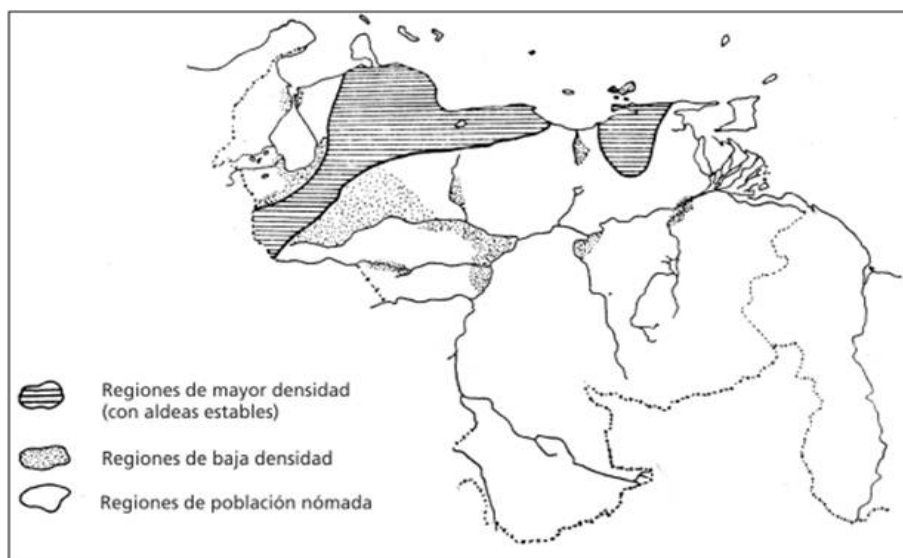 Regiones de mayor densidad
(con aldeas estables)
Regiones de baja densidad
Regiones de población nómada